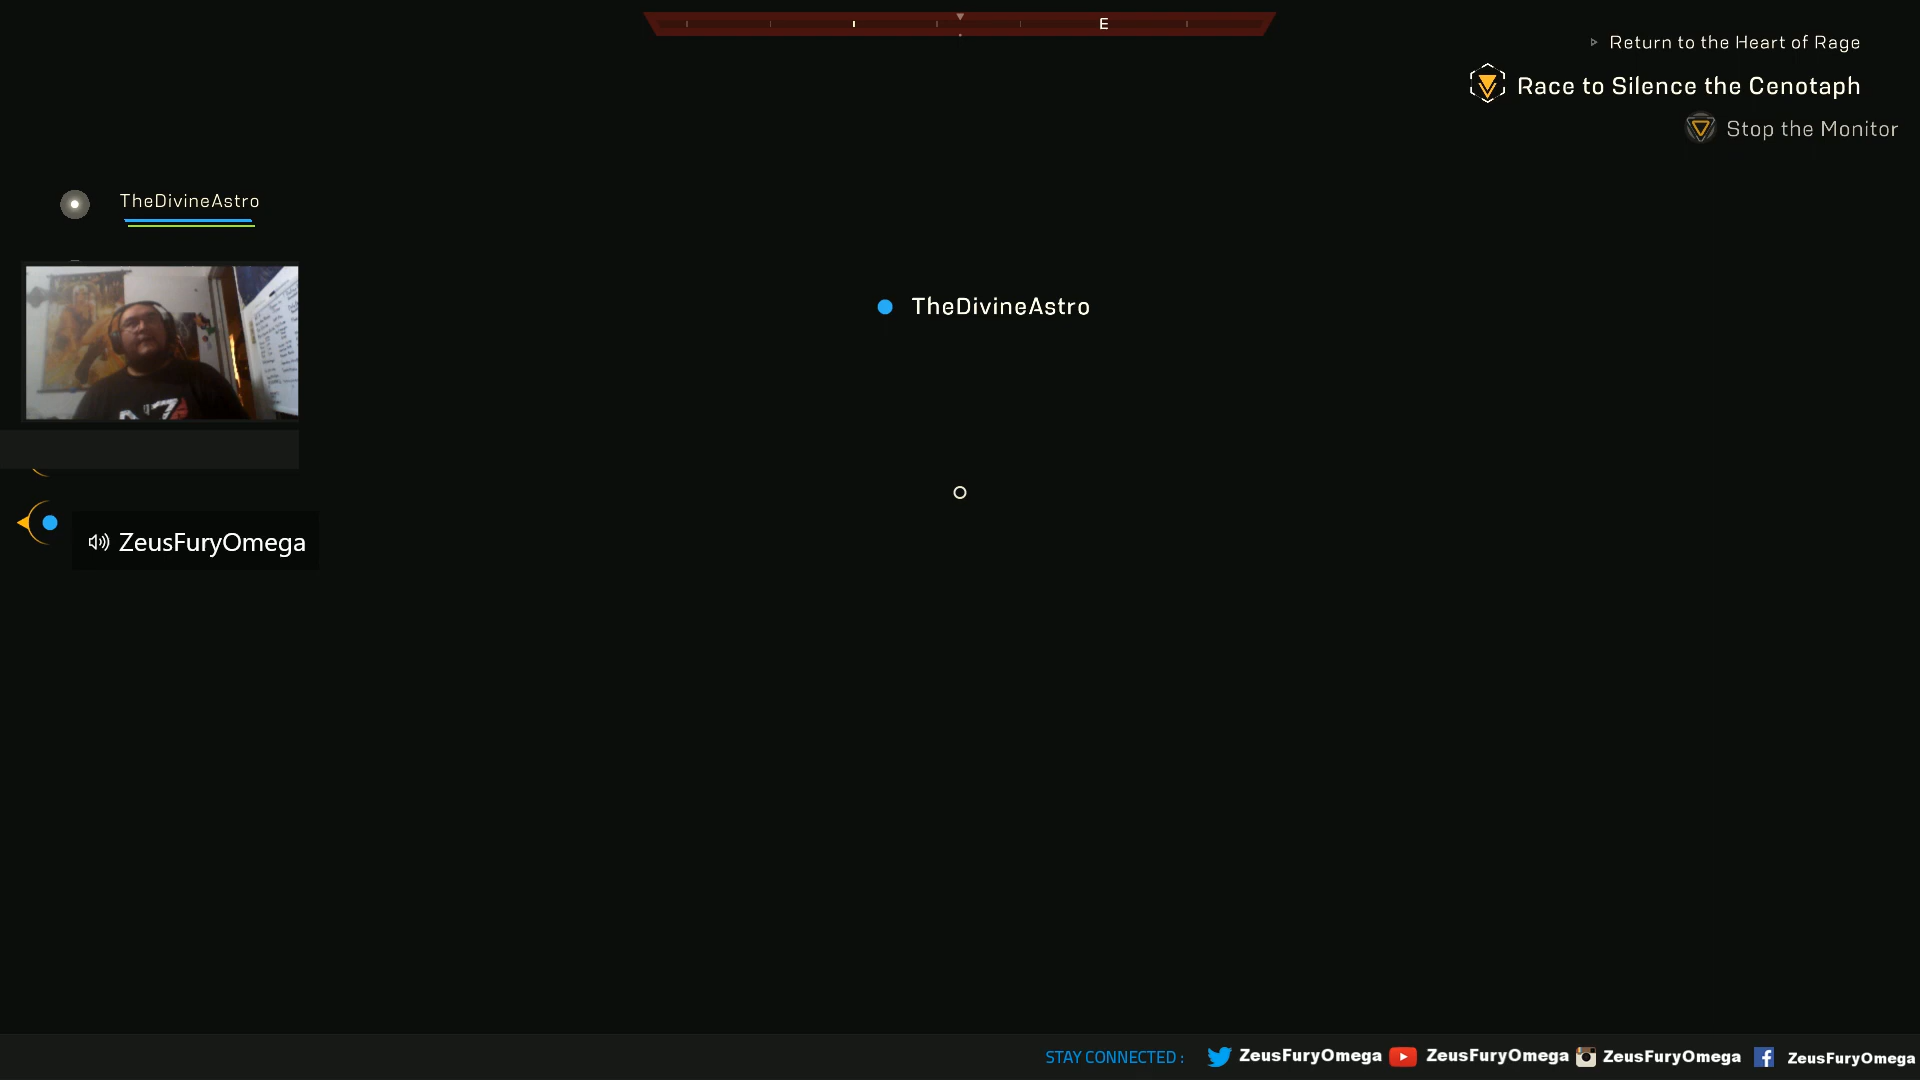 E
Return to the Heart of Rage
Race to Silence the Cenotaph
Stop the Monitor
TheDivineAstro
TheDivineAstro
N7
ZeusFuryOmega
STAY CONNECTED : ZeusFuryOmega ZeusFuryOmega ZeusFuryOmega ZeusFuryOmega